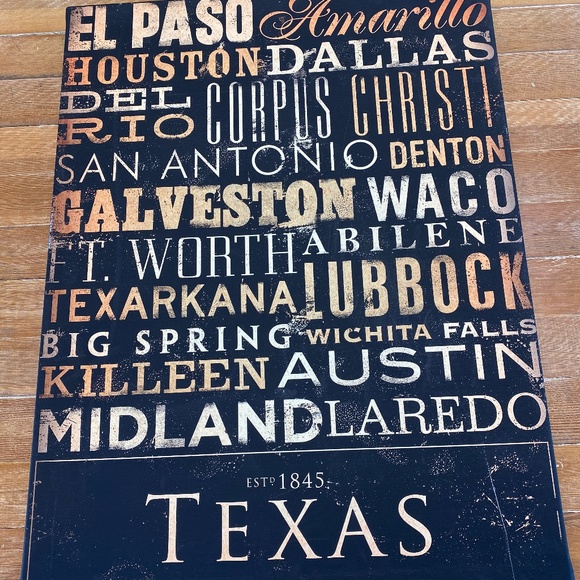 EL PASO Amarillo
HOUSTON DALLAS
DEL RIO CORPUS CHRISTI
SAN ANTONIO DENTON
GALVESTON WACO
FT. WORTH ABILENE
TEXARKANA LUBBOCK
BIG SPRING WICHITA FALLS
KILLEEN AUSTIN
MIDLAND LAREDO
ESTD 1845
TEXAS